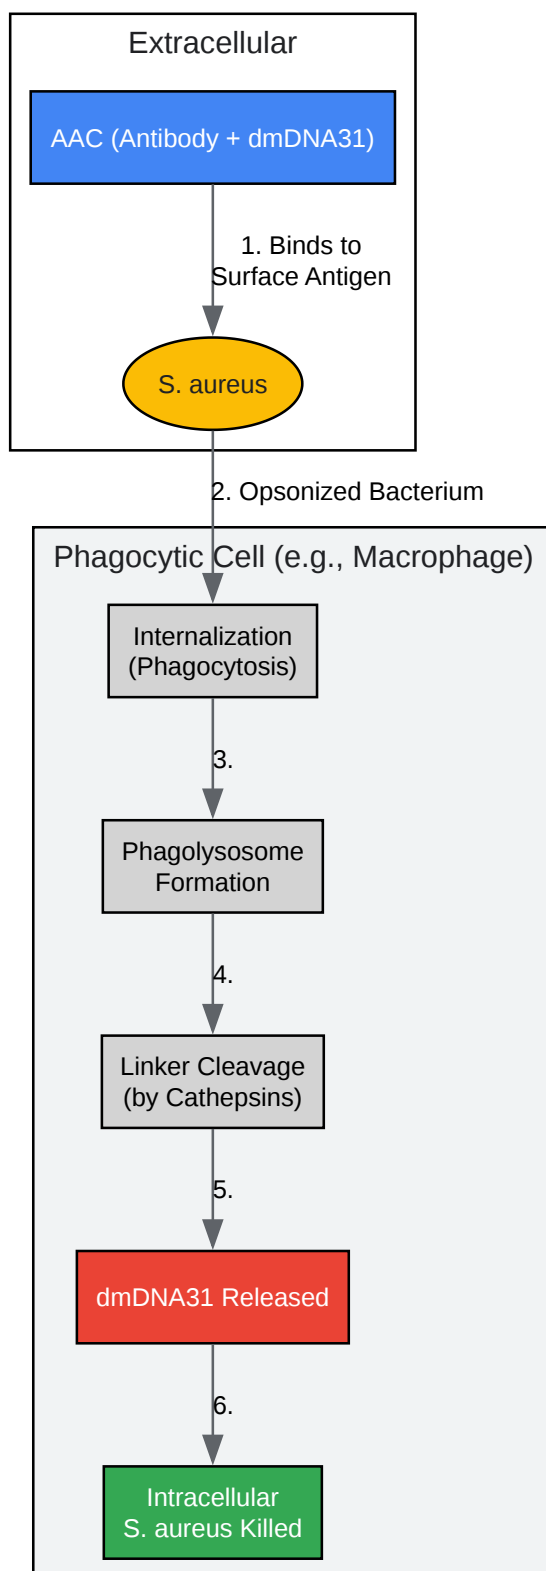 Extracellular
AAC (Antibody + dmDNA31)
1. Binds to
Surface Antigen
S. aureus
2. Opsonized Bacterium
Phagocytic Cell (e.g., Macrophage)
Internalization
(Phagocytosis)
3.
Phagolysosome
Formation
4.
Linker Cleavage
(by Cathepsins)
5.
dmDNA31 Released
6.
Intracellular
S. aureus Killed